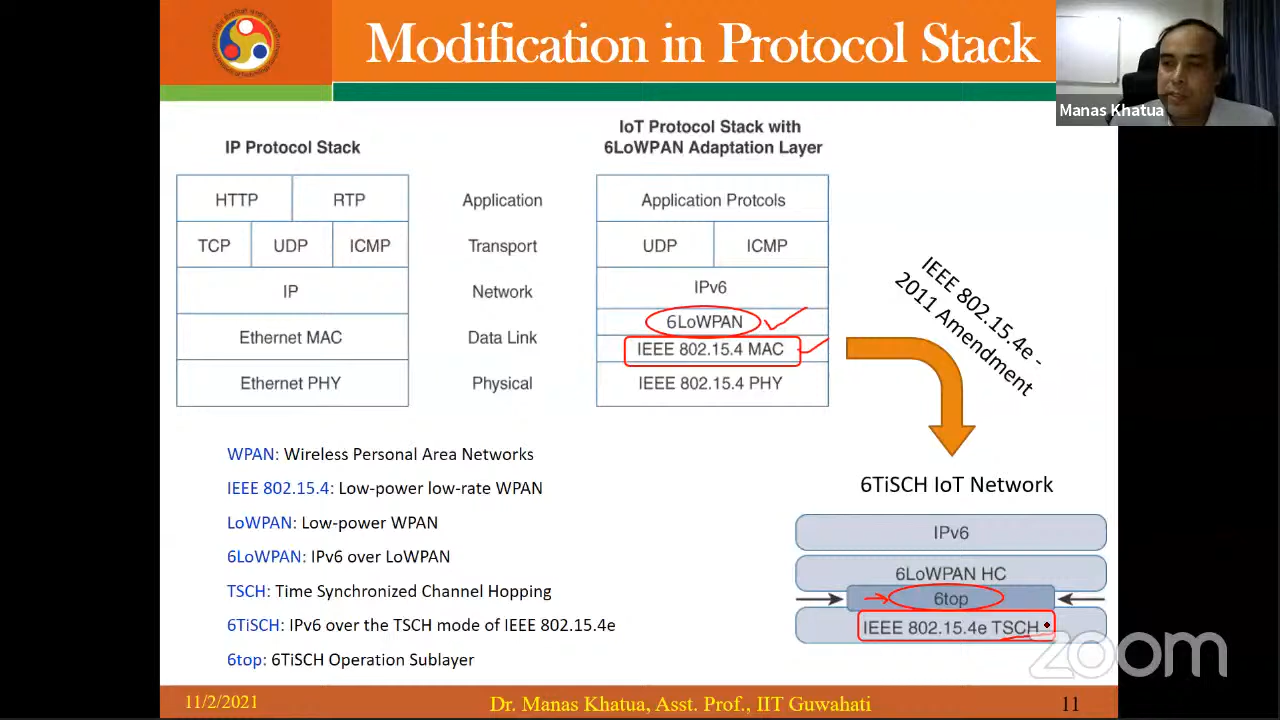 Modification in Protocol Stack
Manas Khatua
IP Protocol Stack
IoT Protocol Stack with
6LoWPAN Adaptation Layer
HTTP RTP Application Application Protcols
TCP UDP ICMP Transport UDP ICMP
IP Network IPv6
6LoWPAN
Ethernet MAC Data Link IEEE 802.15.4 MAC
Ethernet PHY Physical IEEE 802.15.4 PHY
IEEE 802.15.4e -
2011 Amendment
WPAN: Wireless Personal Area Networks
IEEE 802.15.4: Low-power low-rate WPAN
LoWPAN: Low-power WPAN
6LoWPAN: IPv6 over LoWPAN
TSCH: Time Synchronized Channel Hopping
6TiSCH: IPv6 over the TSCH mode of IEEE 802.15.4e
6top: 6TiSCH Operation Sublayer
6TiSCH IoT Network
IPv6
6LoWPAN HC
6top
IEEE 802.15.4e TSCH
zoom
11/2/2021 Dr. Manas Khatua, Asst. Prof., IIT Guwahati 11